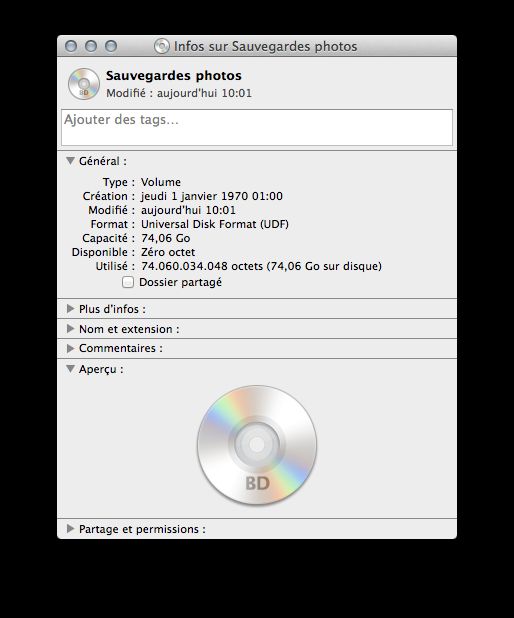 Infos sur Sauvegardes photos
Sauvegardes photos
Modifié : aujourd'hui 10:01
BD
Ajouter des tags...
Général :
Type : Volume
Création : jeudi 1 janvier 1970 01:00
Modifié : aujourd'hui 10:01
Format : Universal Disk Format (UDF)
Capacité : 74,06 Go
Disponible : Zéro octet
Utilisé : 74.060.034.048 octets (74,06 Go sur disque)
Dossier partagé
Plus d'infos :
Nom et extension :
Commentaires :
Aperçu :
BD
Partage et permissions :